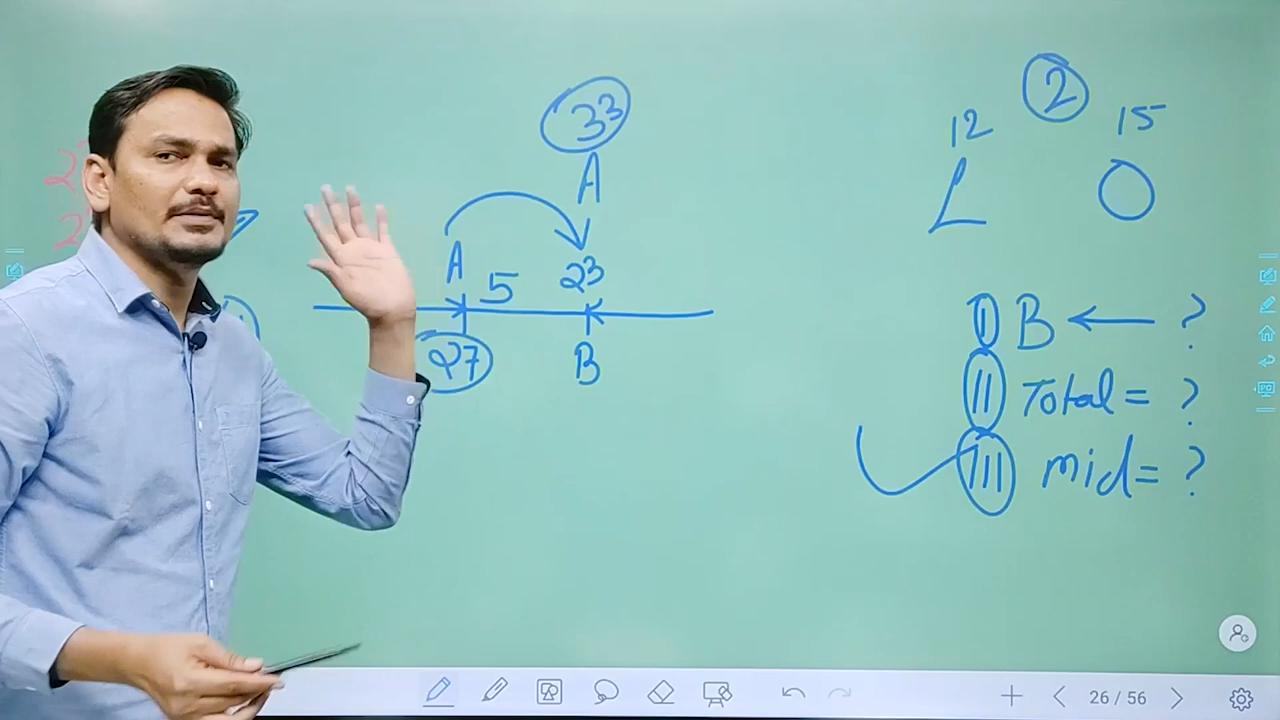 33
A
A
5
23
27
B
2
12
15
L
O
I B ← ?
II Total = ?
III mid = ?
26 / 56